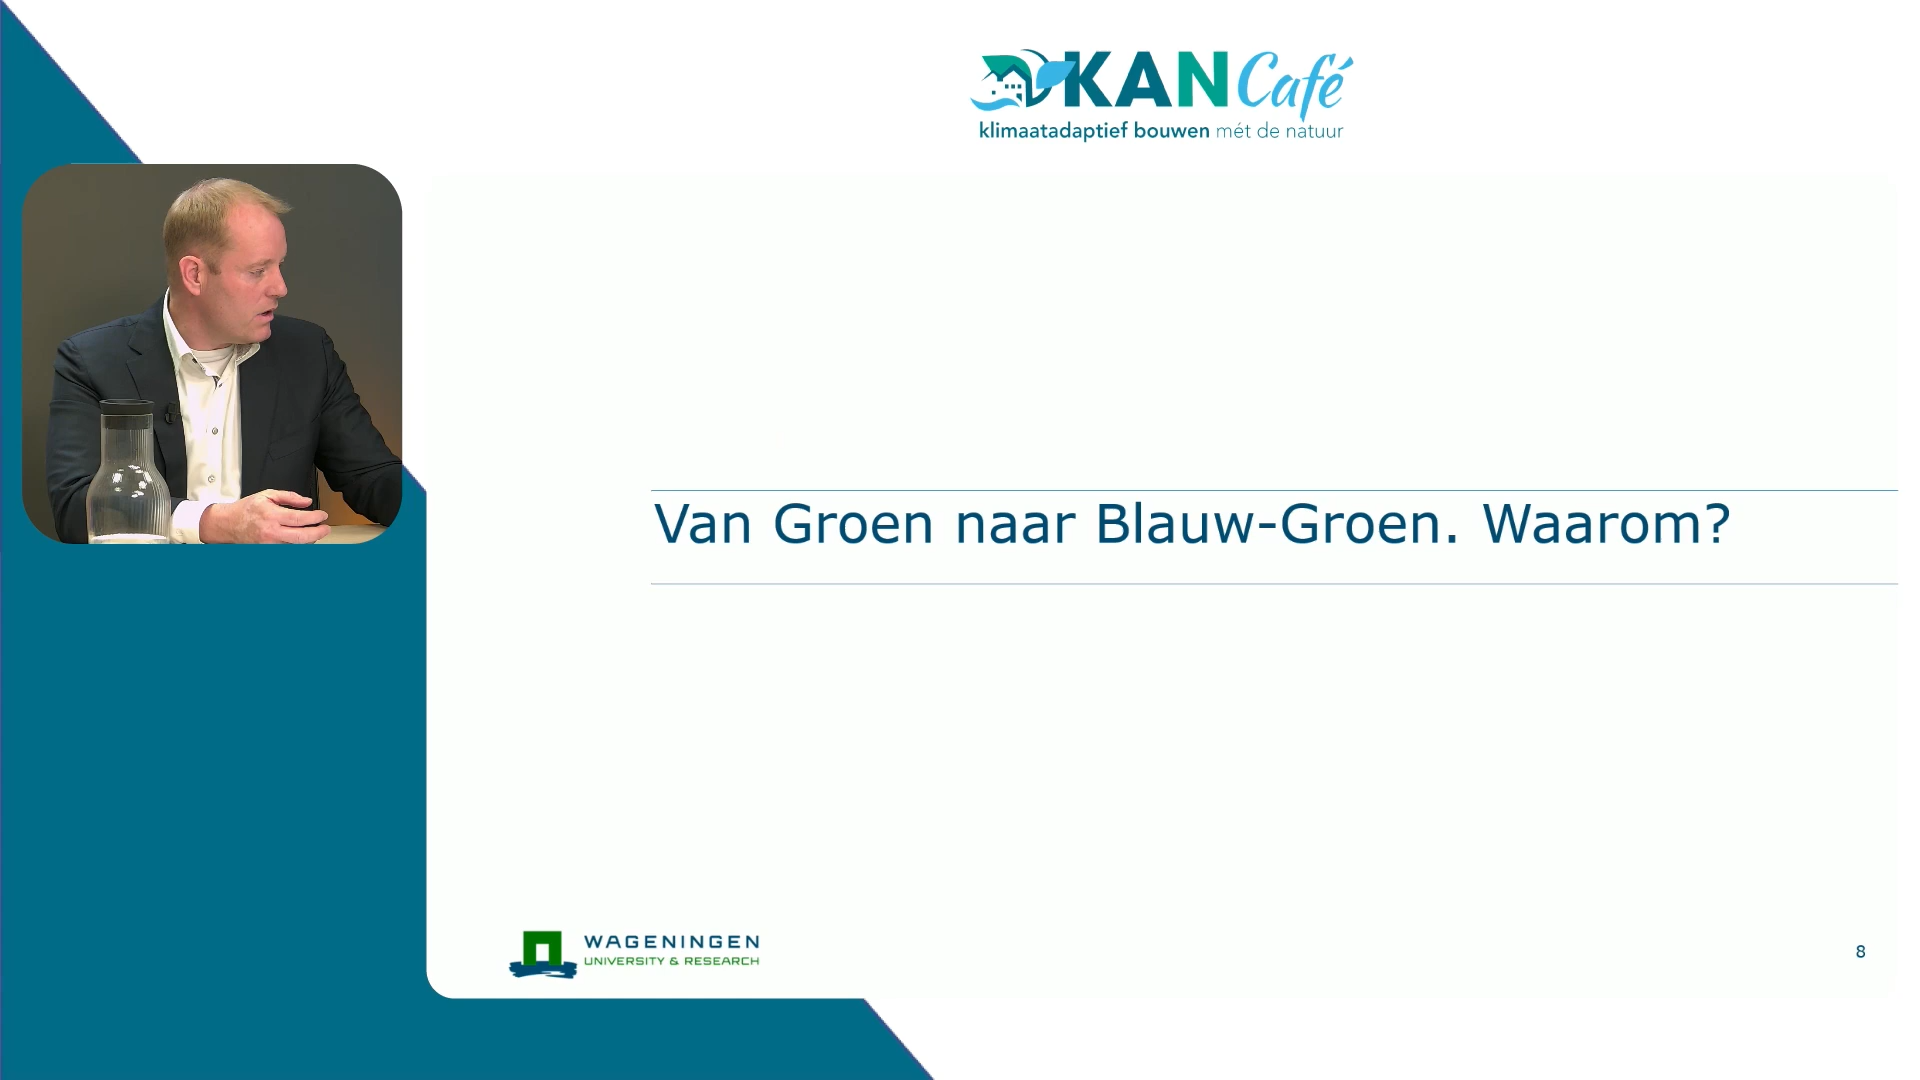 KAN Café
klimaatadaptief bouwen mét de natuur
Van Groen naar Blauw-Groen. Waarom?
WAGENINGEN
UNIVERSITY & RESEARCH
8